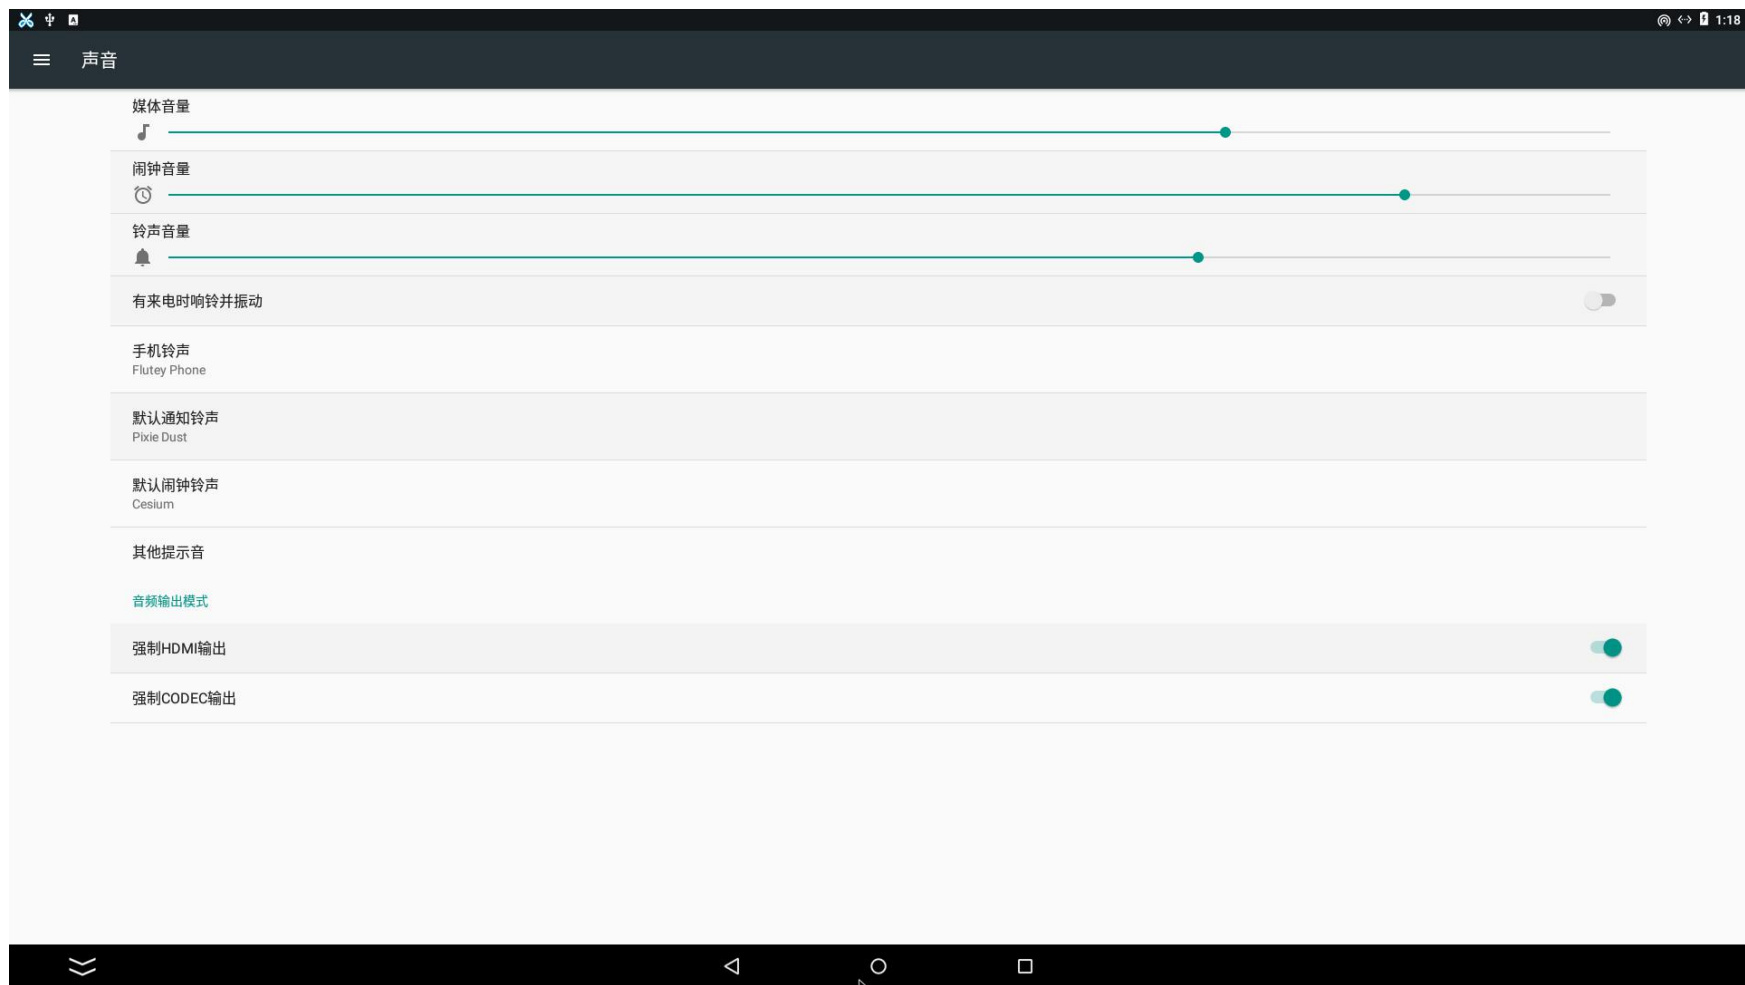 1:18
声音
媒体音量
闹钟音量
铃声音量
有来电时响铃并振动
手机铃声
Flutey Phone
默认通知铃声
Pixie Dust
默认闹钟铃声
Cesium
其他提示音
音频输出模式
强制HDMI输出
强制CODEC输出